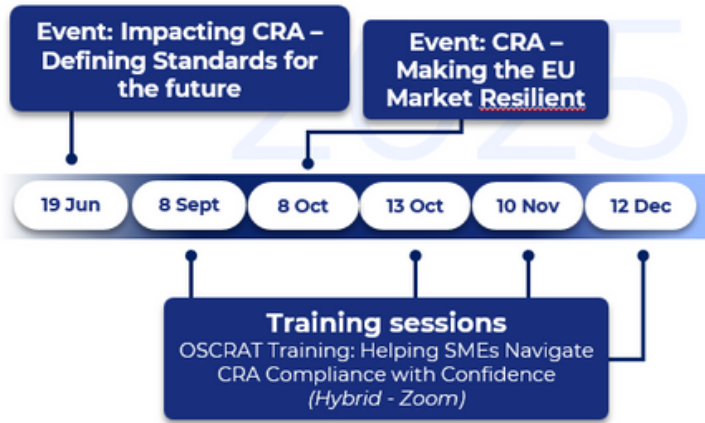 Event: Impacting CRA –
Defining Standards for
the future
Event: CRA –
Making the EU
Market Resilient
2025
19 Jun
8 Sept
8 Oct
13 Oct
10 Nov
12 Dec
Training sessions
OSCRAT Training: Helping SMEs Navigate
CRA Compliance with Confidence
(Hybrid - Zoom)